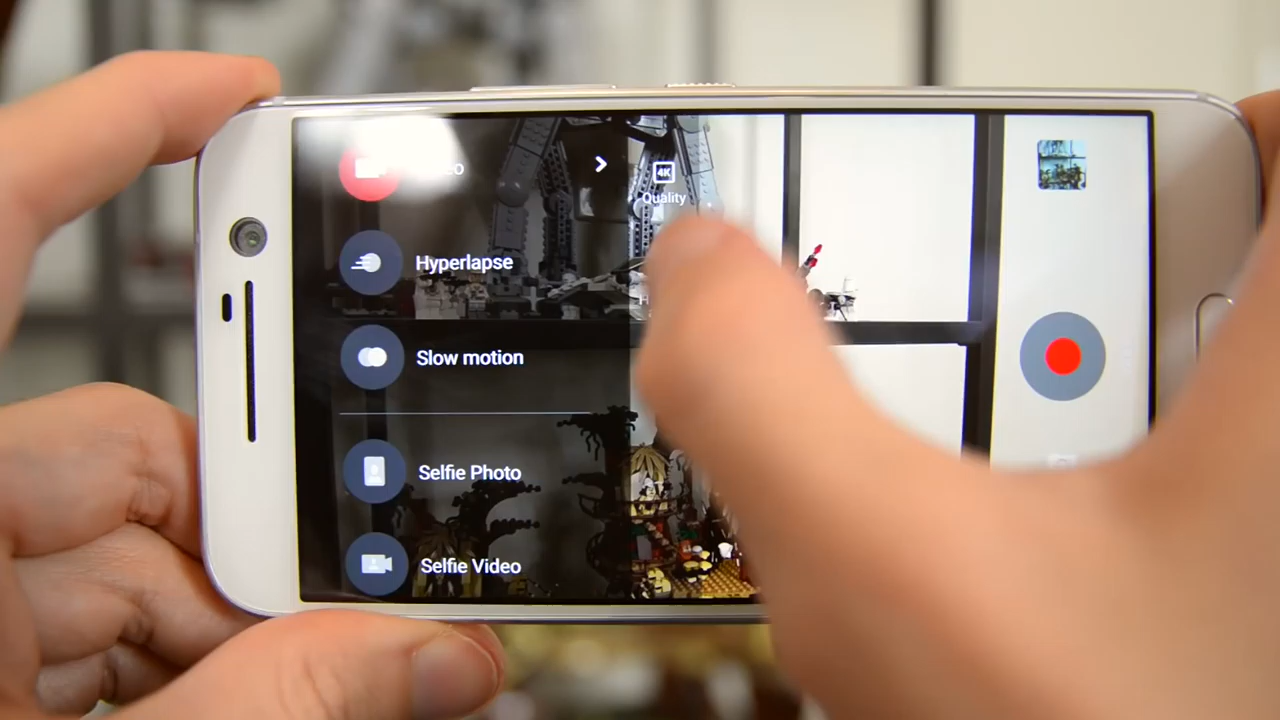 4K
Quality
Hyperlapse
Slow motion
Selfie Photo
Selfie Video